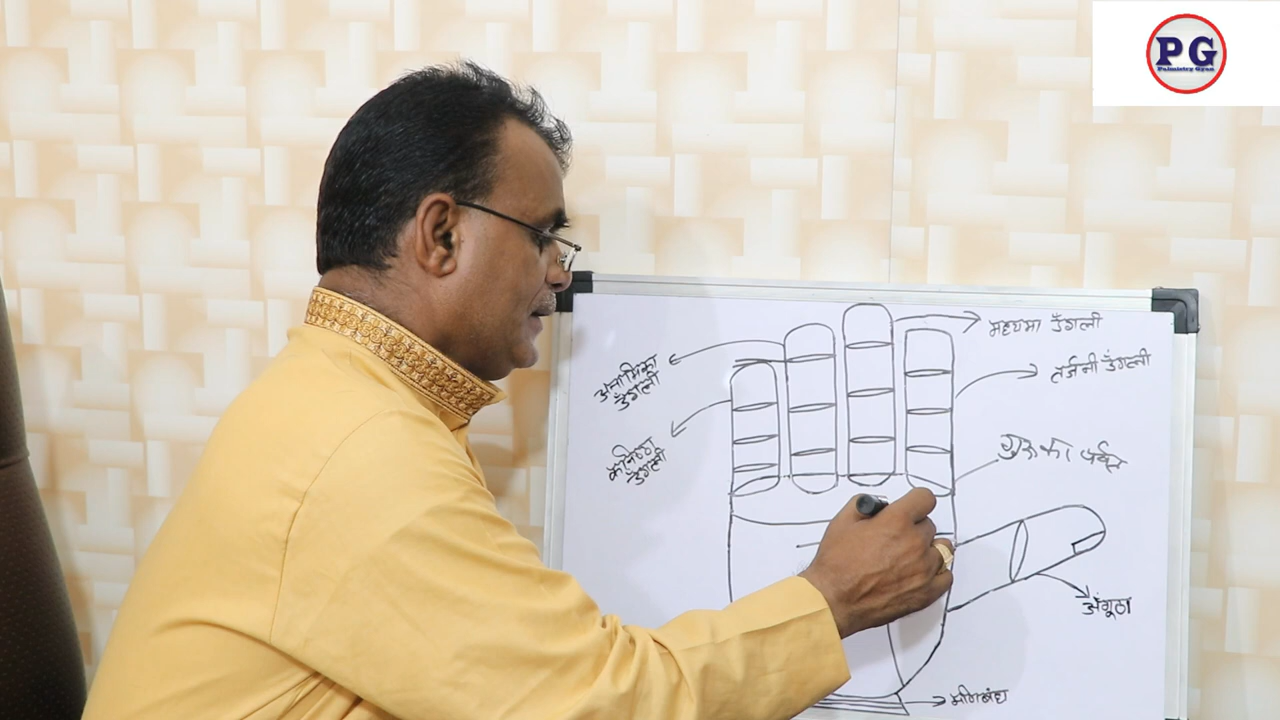 PG
Palmistry Gyan
मध्यमा उँगली
अनामिका
उँगली
तर्जनी उँगली
कनिष्ठा
उँगली
गुरु का पर्वत
अँगूठा
मणिबंध